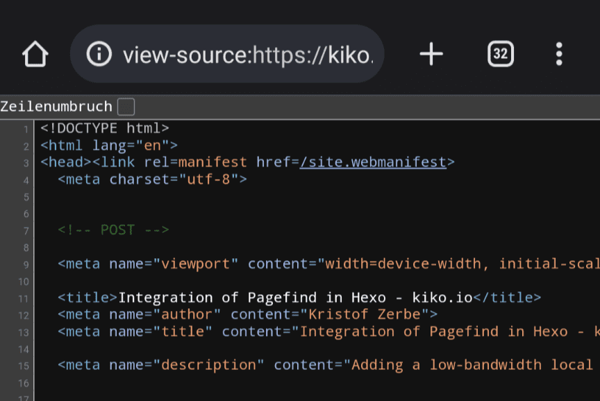 view-source:https://kiko.
32
Zeilenumbruch
1 <!DOCTYPE html>
2 <html lang="en">
3 <head><link rel=manifest href=/site.webmanifest>
4 <meta charset="utf-8">
5
6
7 <!-- POST -->
8
9 <meta name="viewport" content="width=device-width, initial-scal
10
11 <title>Integration of Pagefind in Hexo - kiko.io</title>
12 <meta name="author" content="Kristof Zerbe">
13 <meta name="title" content="Integration of Pagefind in Hexo - k
14
15 <meta name="description" content="Adding a low-bandwidth local
16
17